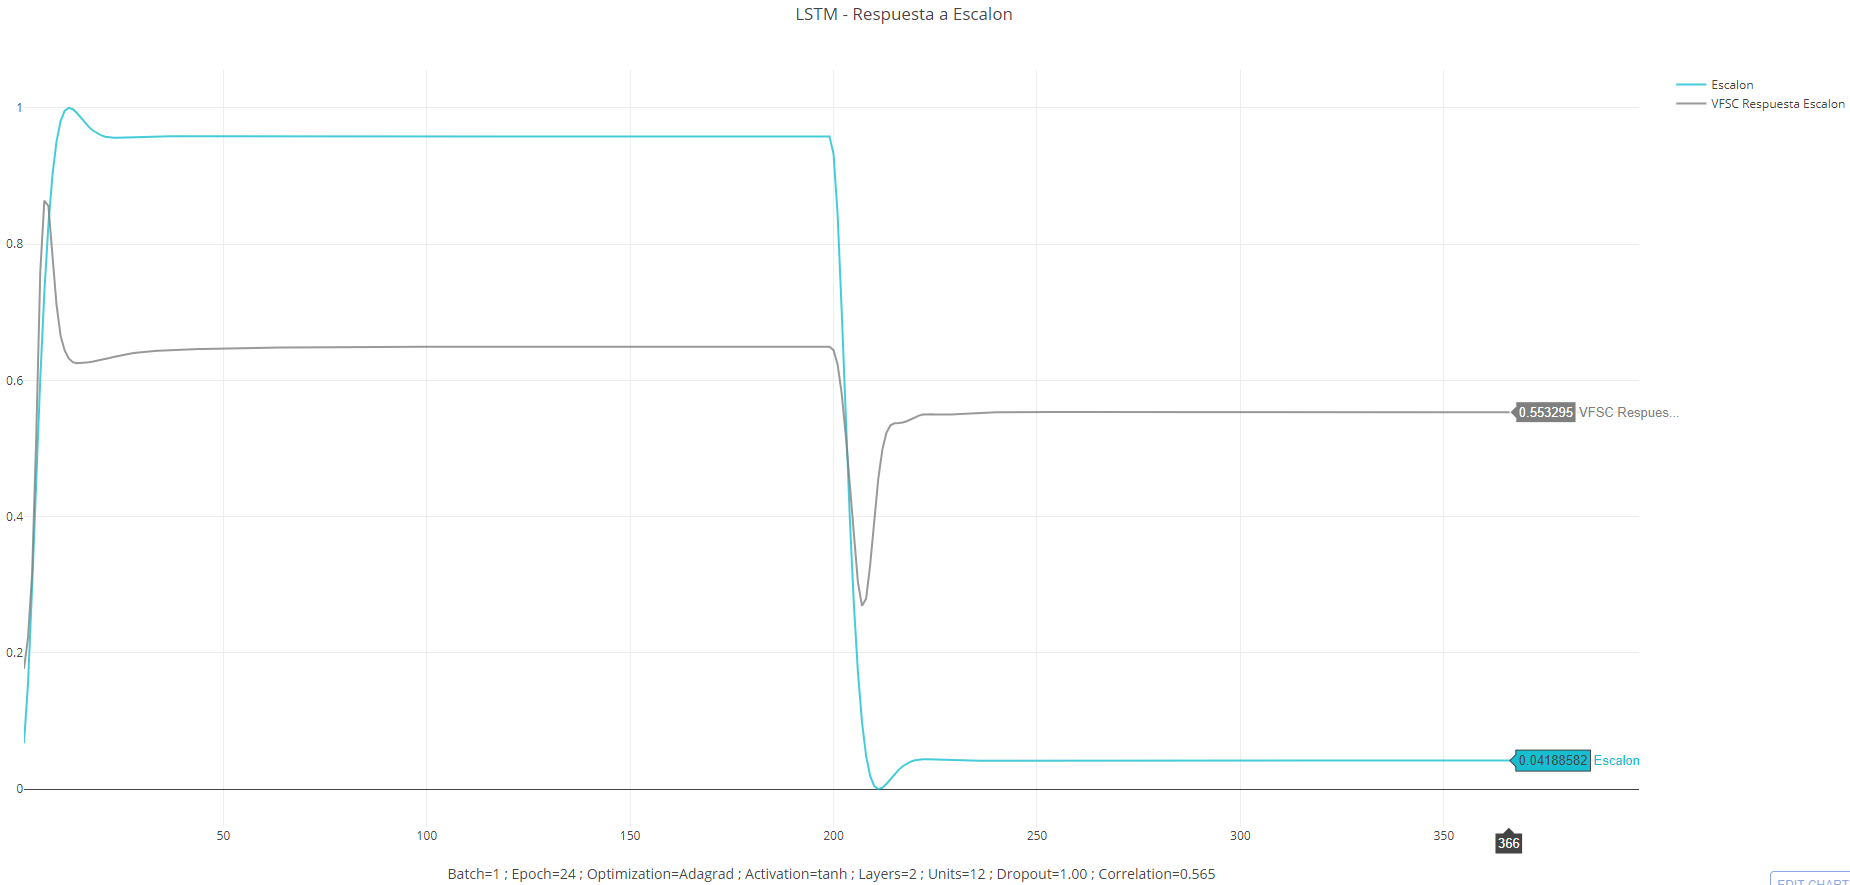 LSTM - Respuesta a Escalon
Escalon
VFSC Respuesta Escalon
1
0.8
0.6
0.4
0.2
0
0.553295 VFSC Respues...
0.04188582 Escalon
50 100 150 200 250 300 350
366
Batch=1 ; Epoch=24 ; Optimization=Adagrad ; Activation=tanh ; Layers=2 ; Units=12 ; Dropout=1.00 ; Correlation=0.565
EDIT CHART